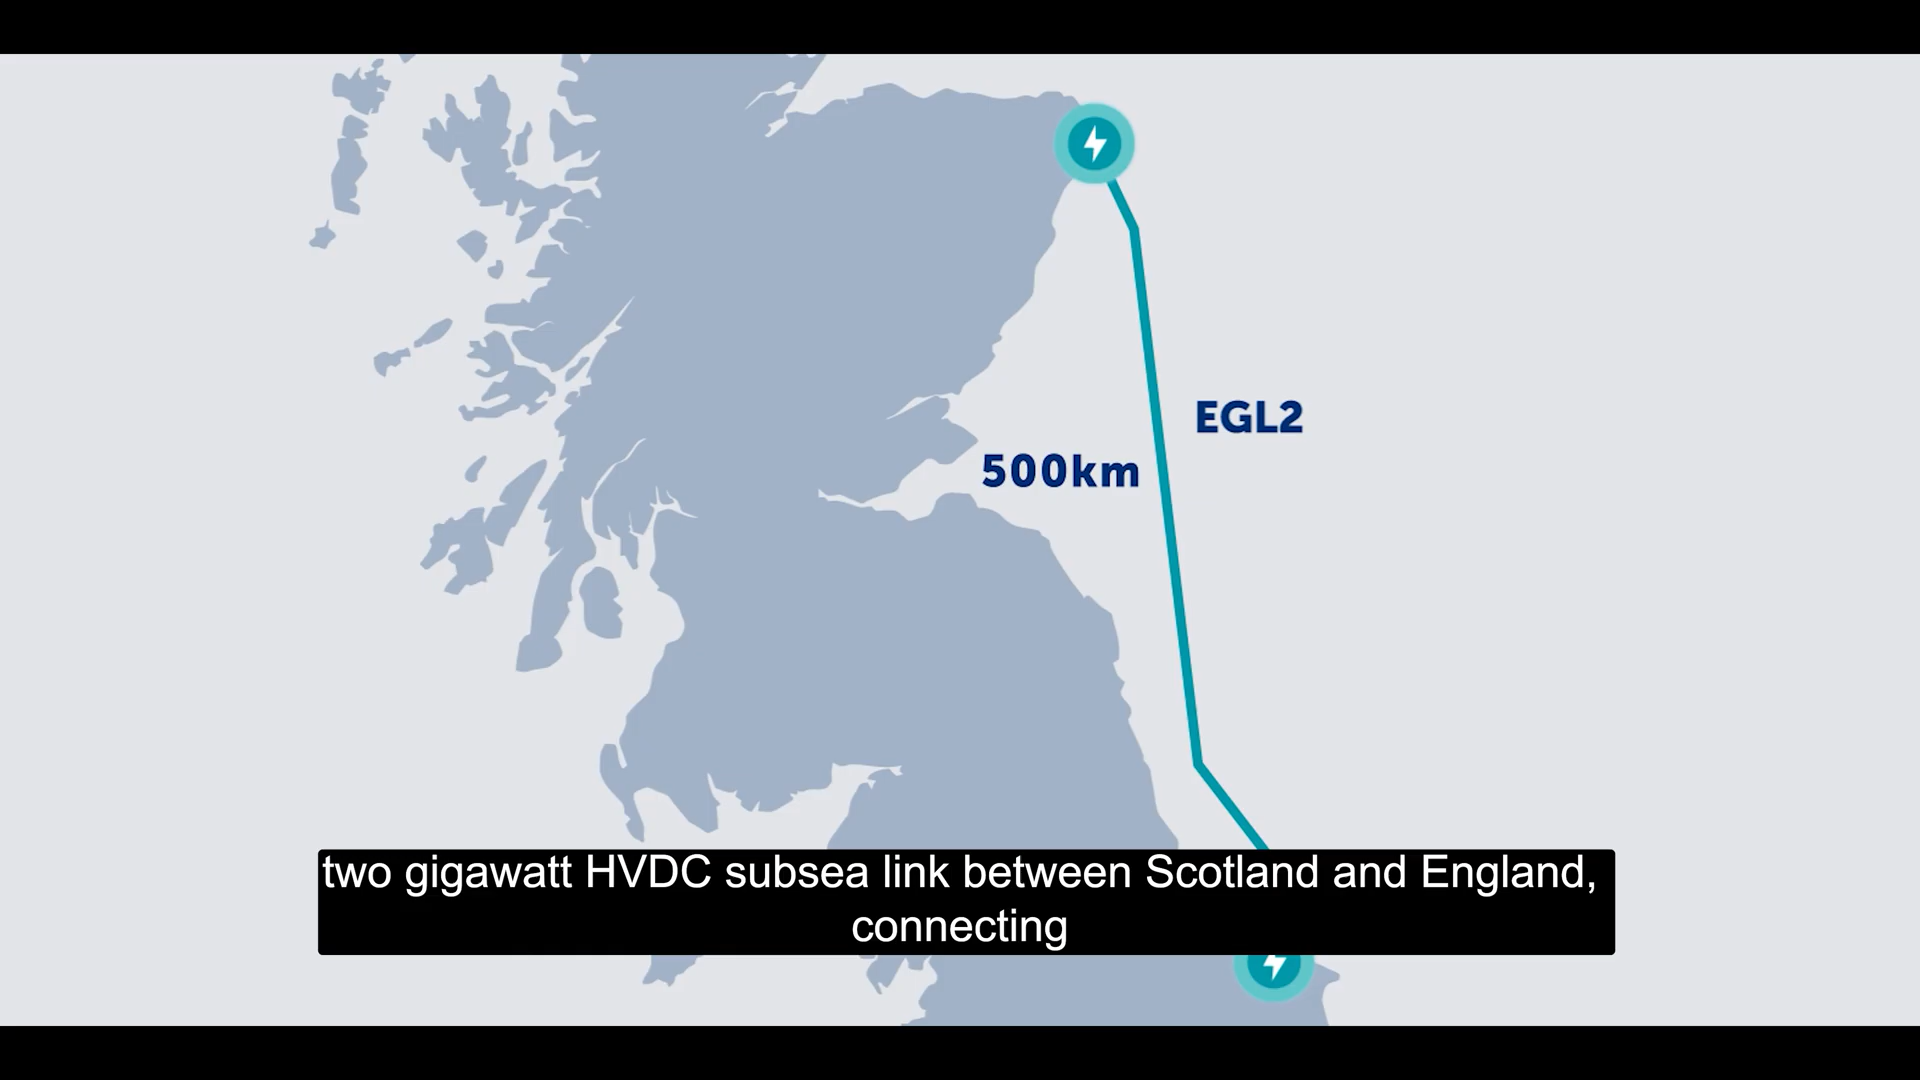 EGL2
500km
two gigawatt HVDC subsea link between Scotland and England,
connecting